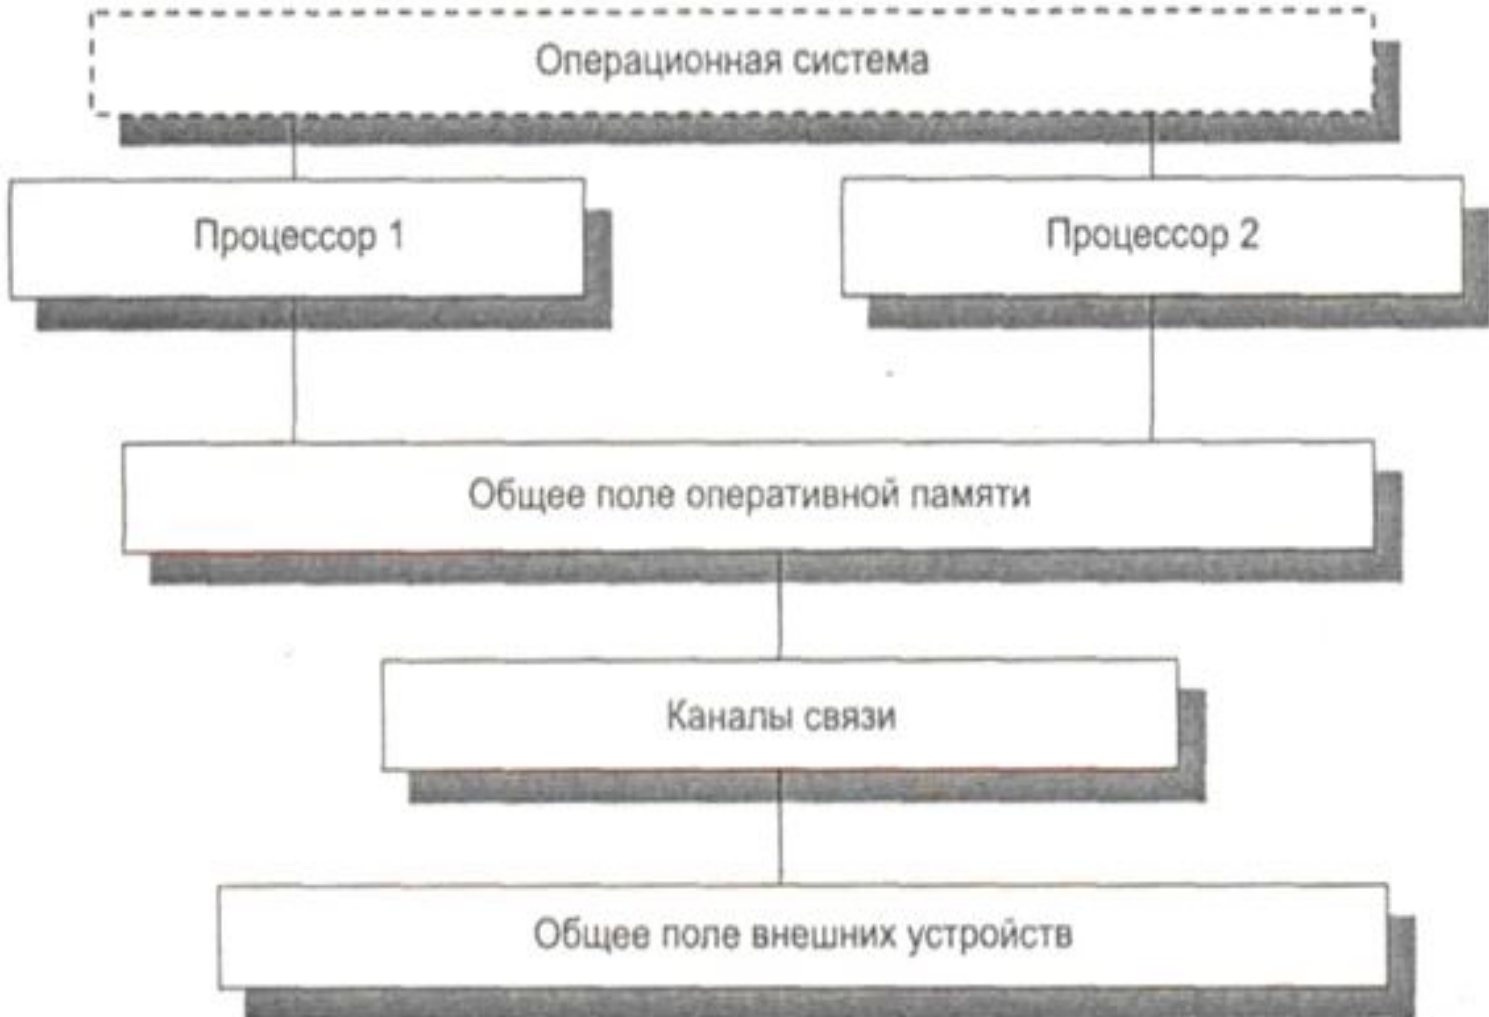 Операционная система
Процессор 1
Процессор 2
Общее поле оперативной памяти
Каналы связи
Общее поле внешних устройств